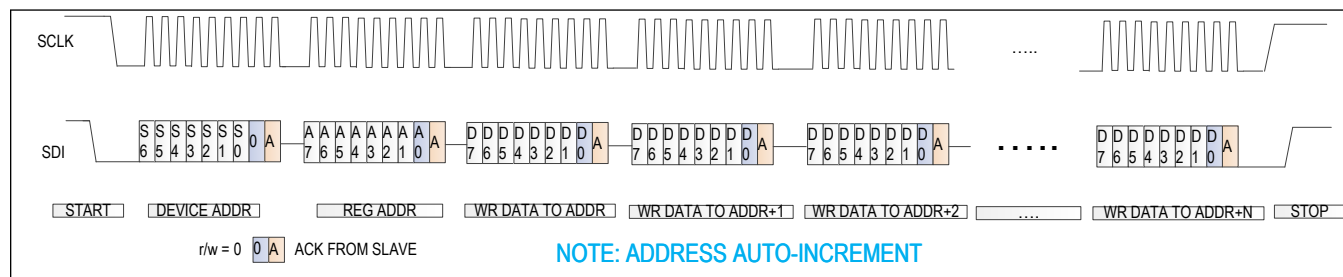 SCLK
.....
SDI
S6 S5 S4 S3 S2 S1 S0 0 A
A7 A6 A5 A4 A3 A2 A1 A0 A
D7 D6 D5 D4 D3 D2 D1 D0 A
D7 D6 D5 D4 D3 D2 D1 D0 A
D7 D6 D5 D4 D3 D2 D1 D0 A
.....
D7 D6 D5 D4 D3 D2 D1 D0 A
START
DEVICE ADDR
REG ADDR
WR DATA TO ADDR
WR DATA TO ADDR+1
WR DATA TO ADDR+2
....
WR DATA TO ADDR+N
STOP
r/w = 0 0 A ACK FROM SLAVE
NOTE: ADDRESS AUTO-INCREMENT